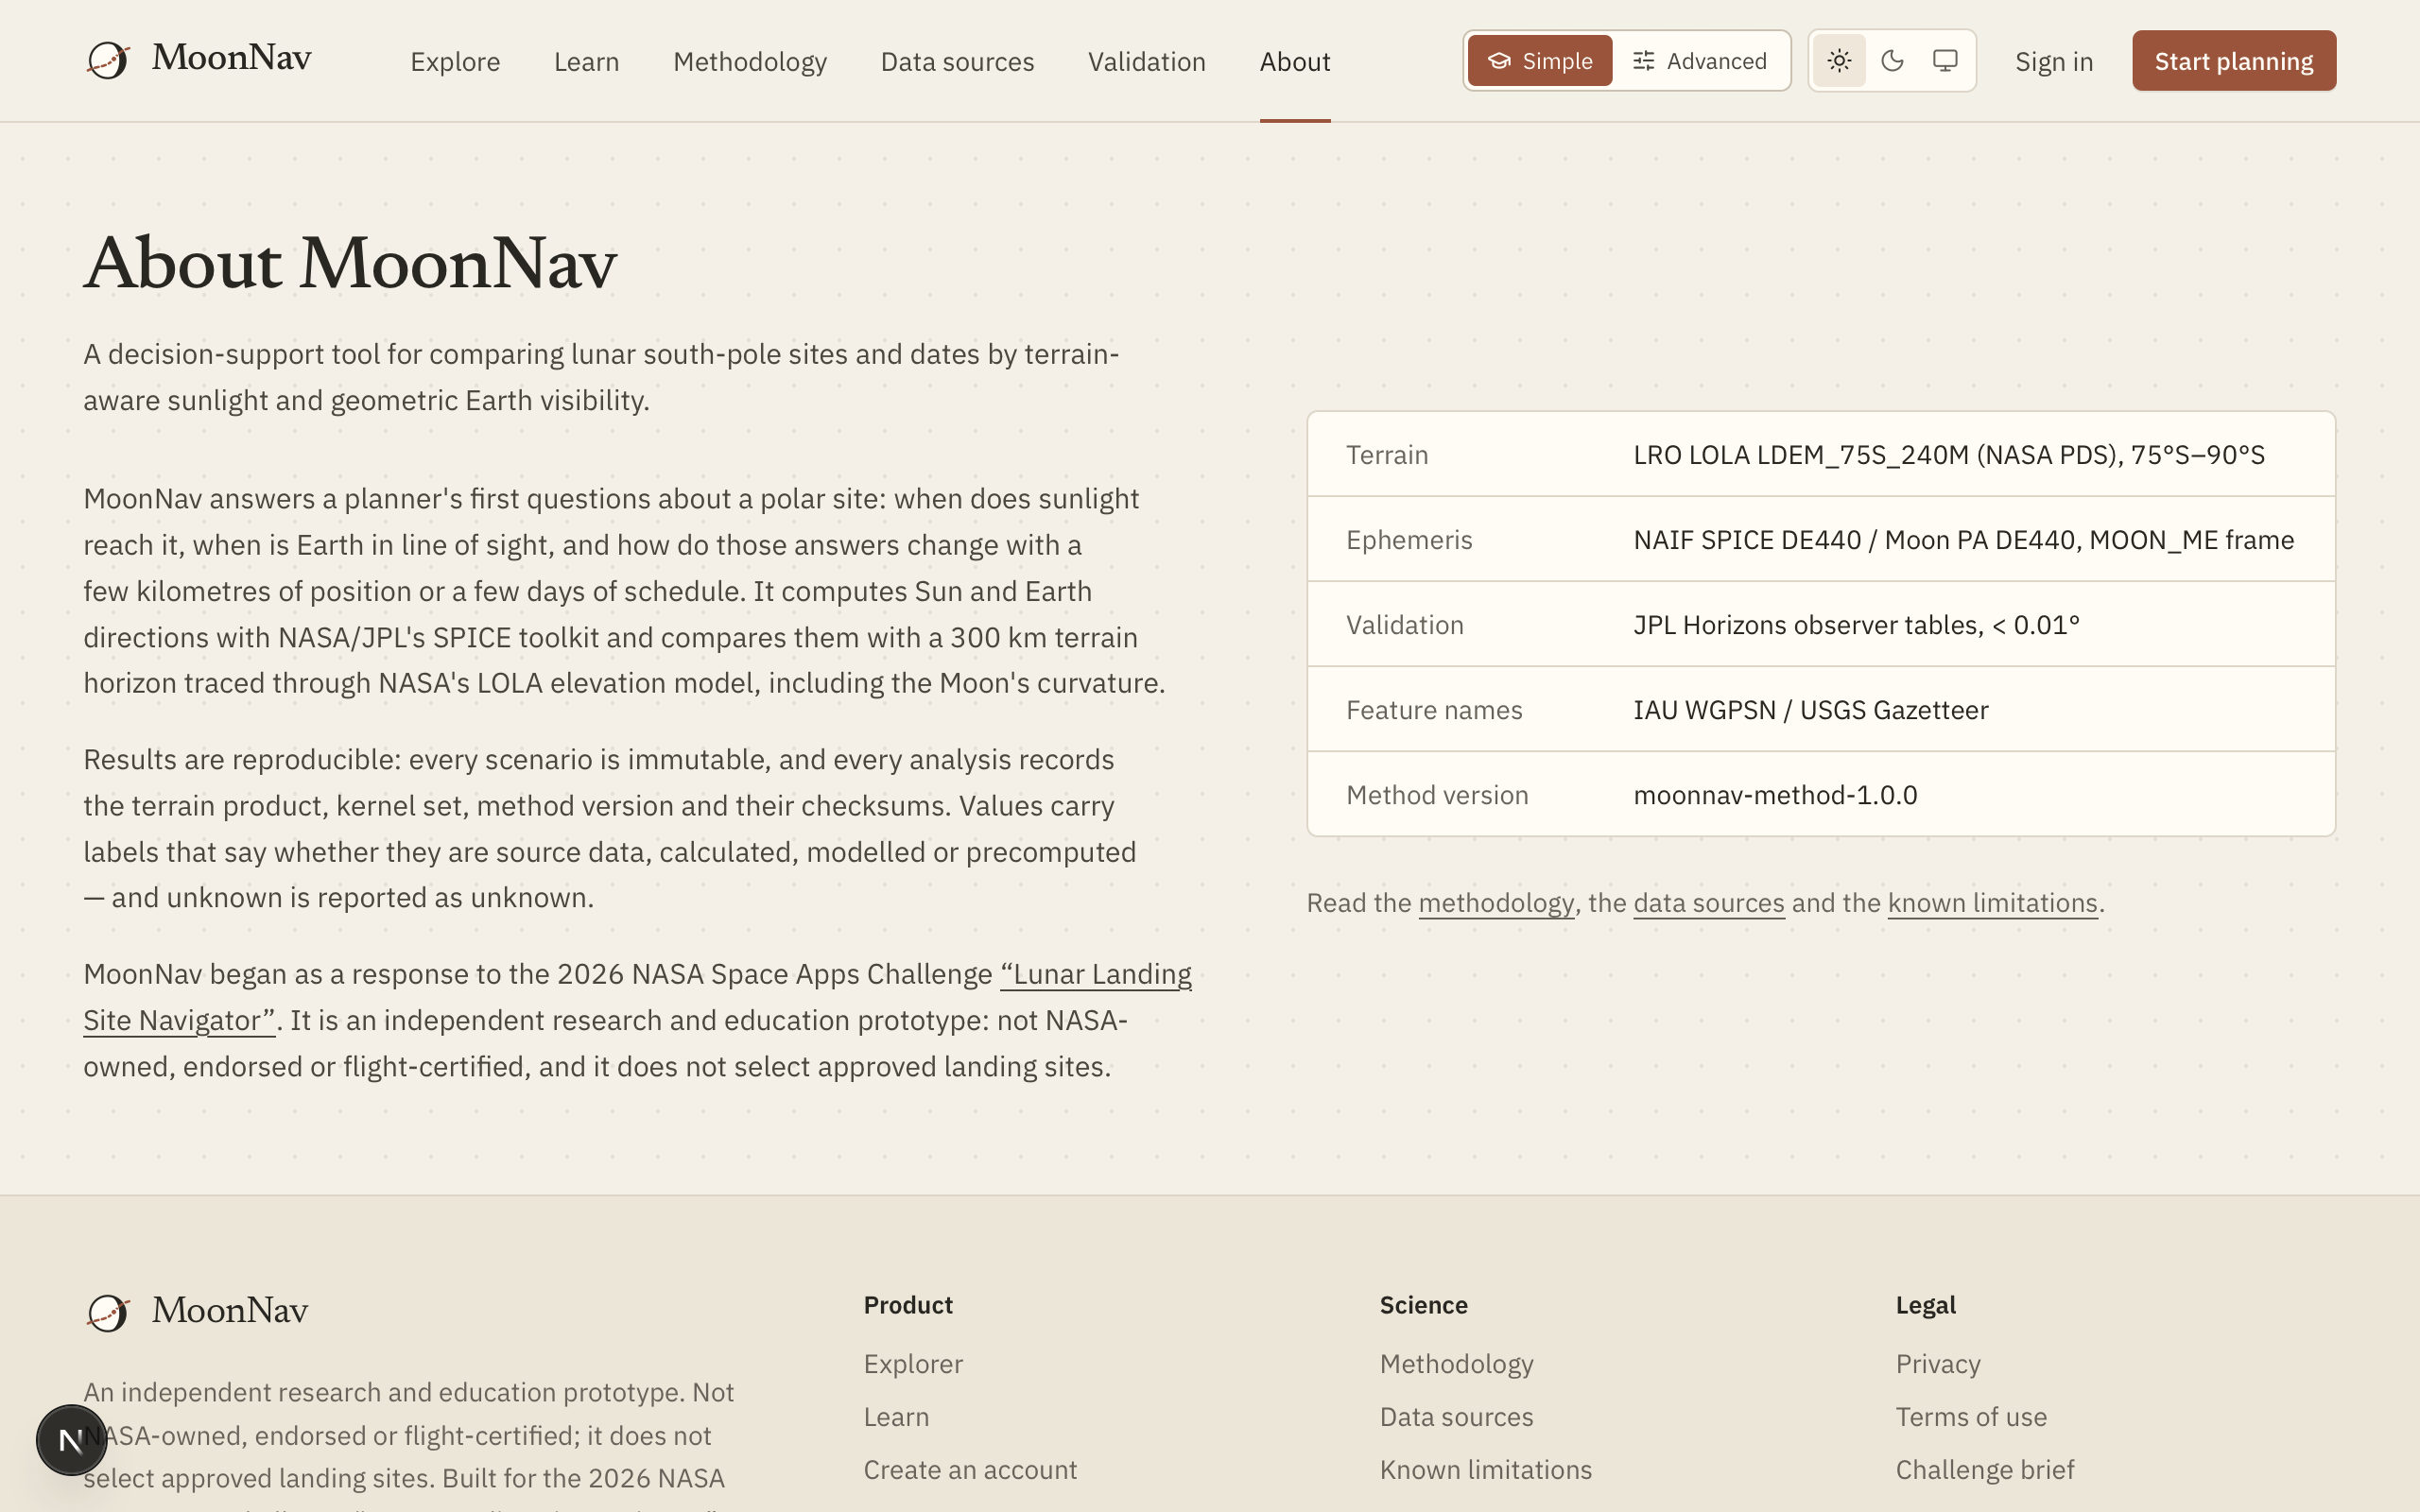 MoonNav
Explore
Learn
Methodology
Data sources
Validation
About
Simple
Advanced
Sign in
Start planning
About MoonNav
A decision-support tool for comparing lunar south-pole sites and dates by terrain-
aware sunlight and geometric Earth visibility.
MoonNav answers a planner's first questions about a polar site: when does sunlight
reach it, when is Earth in line of sight, and how do those answers change with a
few kilometres of position or a few days of schedule. It computes Sun and Earth
directions with NASA/JPL's SPICE toolkit and compares them with a 300 km terrain
horizon traced through NASA's LOLA elevation model, including the Moon's curvature.
Results are reproducible: every scenario is immutable, and every analysis records
the terrain product, kernel set, method version and their checksums. Values carry
labels that say whether they are source data, calculated, modelled or precomputed
— and unknown is reported as unknown.
MoonNav began as a response to the 2026 NASA Space Apps Challenge “Lunar Landing
Site Navigator”. It is an independent research and education prototype: not NASA-
owned, endorsed or flight-certified, and it does not select approved landing sites.
Terrain LRO LOLA LDEM_75S_240M (NASA PDS), 75°S–90°S
Ephemeris NAIF SPICE DE440 / Moon PA DE440, MOON_ME frame
Validation JPL Horizons observer tables, < 0.01°
Feature names IAU WGPSN / USGS Gazetteer
Method version moonnav-method-1.0.0
Read the methodology, the data sources and the known limitations.
MoonNav
An independent research and education prototype. Not
NASA-owned, endorsed or flight-certified; it does not
select approved landing sites. Built for the 2026 NASA
N
Product
Explorer
Learn
Create an account
Science
Methodology
Data sources
Known limitations
Legal
Privacy
Terms of use
Challenge brief